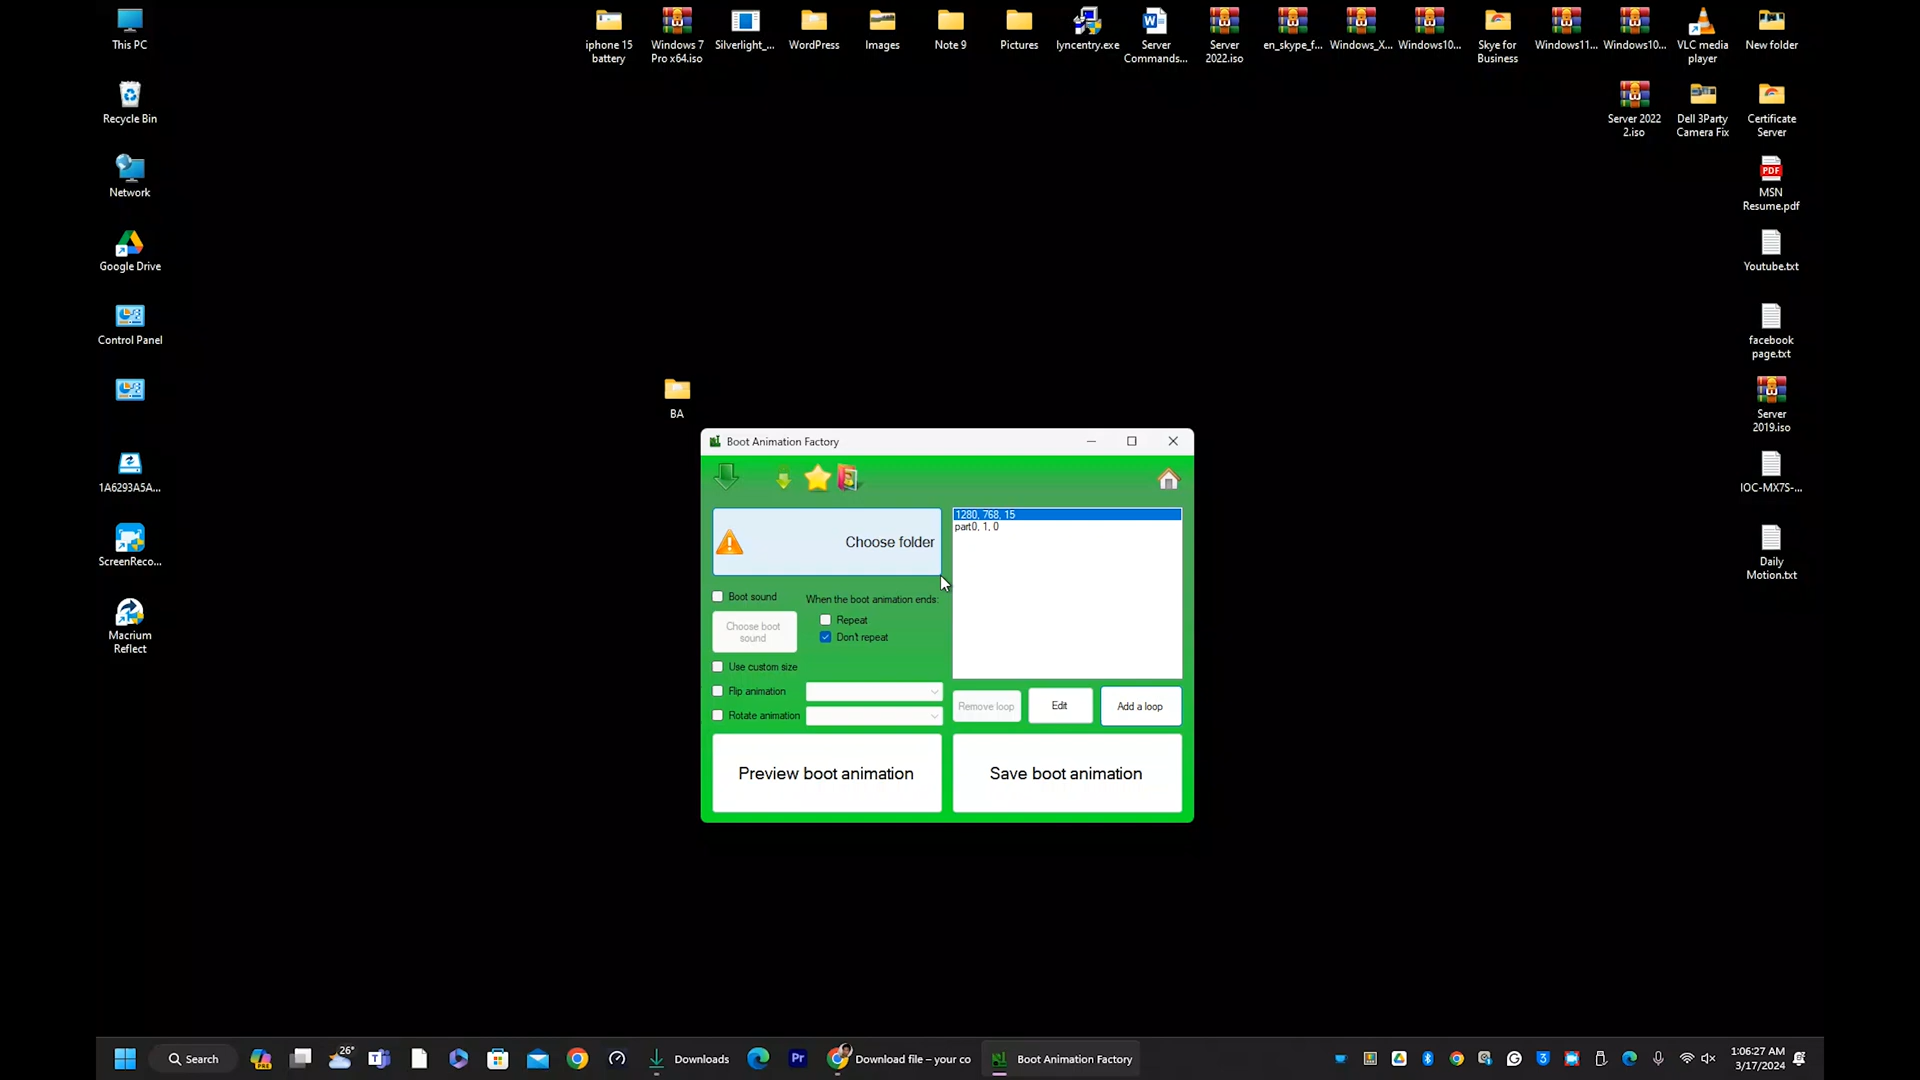 This PC
iphone 15
battery
Windows 7
Pro x64.iso
Silverlight_...
WordPress
Images
Note 9
Pictures
lyncentry.exe
Server
Commands...
Server
2022.iso
en_skype_f...
Windows_X...
Windows10...
Skye for
Business
Windows11...
Windows10...
VLC media
player
New folder
Recycle Bin
Server 2022
2.iso
Dell 3Party
Camera Fix
Certificate
Server
Network
PDF
MSN
Resume.pdf
Google Drive
Youtube.txt
Control Panel
facebook
page.txt
BA
Server
2019.iso
1A6293A5A...
IOC-MX7S-...
ScreenReco...
Daily
Motion.txt
Macrium
Reflect
Boot Animation Factory
Choose folder
1280, 768, 15
part0, 1, 0
Boot sound
When the boot animation ends:
Choose boot
sound
Repeat
Don't repeat
Use custom size
Flip animation
Rotate animation
Remove loop
Edit
Add a loop
Preview boot animation
Save boot animation
Search
PRE
26°
Downloads
Pr
Download file – your co
Boot Animation Factory
1:06:27 AM
3/17/2024